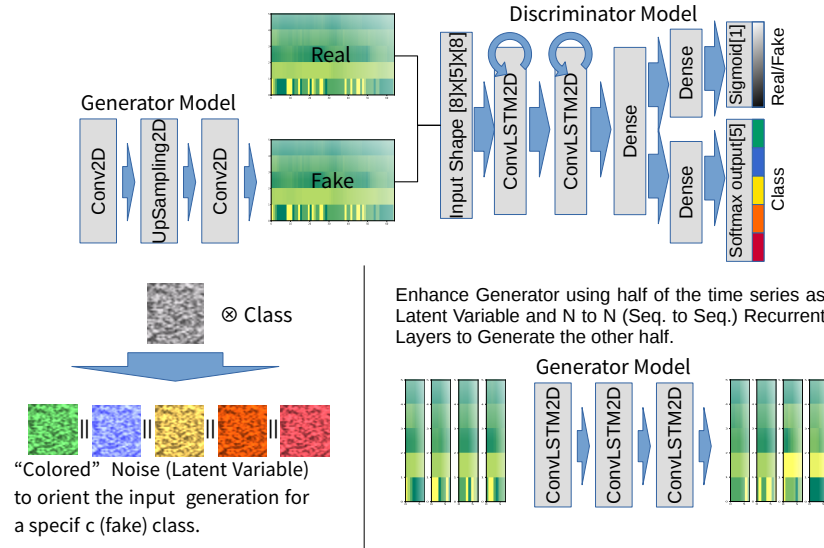 Discriminator Model
Real
Generator Model
Fake
Conv2D
UpSampling2D
Conv2D
Input Shape [8]x[5]x[8]
ConvLSTM2D
ConvLSTM2D
Dense
Dense
Sigmoid[1]
Real/Fake
Dense
Softmax output[5]
Class
⊗ Class
=
=
=
=
“Colored” Noise (Latent Variable)
to orient the input generation for
a specif c (fake) class.
Enhance Generator using half of the time series as
Latent Variable and N to N (Seq. to Seq.) Recurrent
Layers to Generate the other half.
Generator Model
ConvLSTM2D
ConvLSTM2D
ConvLSTM2D